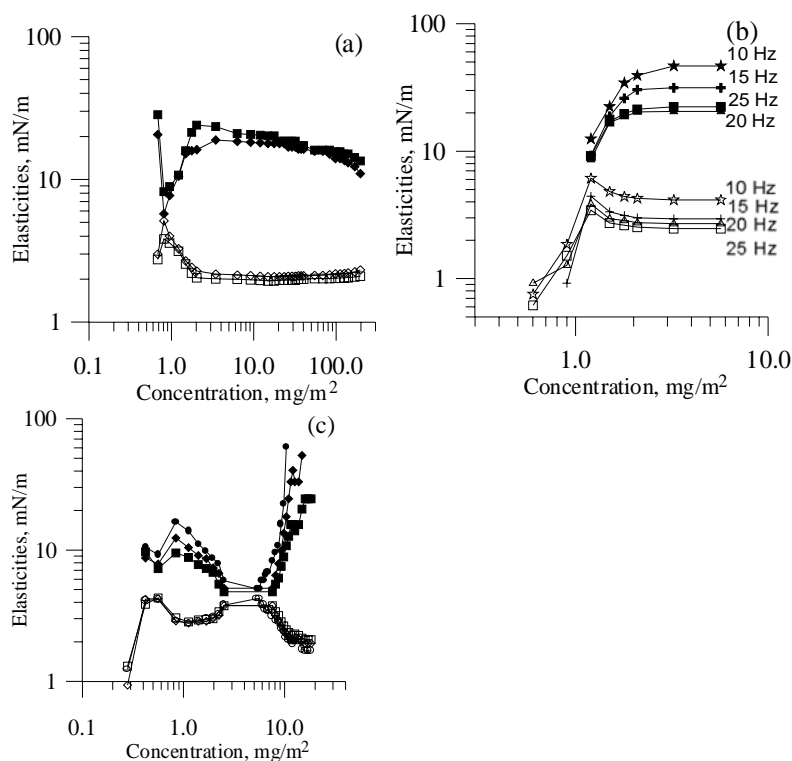 (a)
100
10
1
Elasticities, mN/m
0.1 1.0 10.0 100.0
Concentration, mg/m²
(b)
100
10
1
Elasticities, mN/m
10 Hz
15 Hz
25 Hz
20 Hz
10 Hz
15 Hz
20 Hz
25 Hz
1.0 10.0
Concentration, mg/m²
(c)
100
10
1
Elasticities, mN/m
0.1 1.0 10.0
Concentration, mg/m²